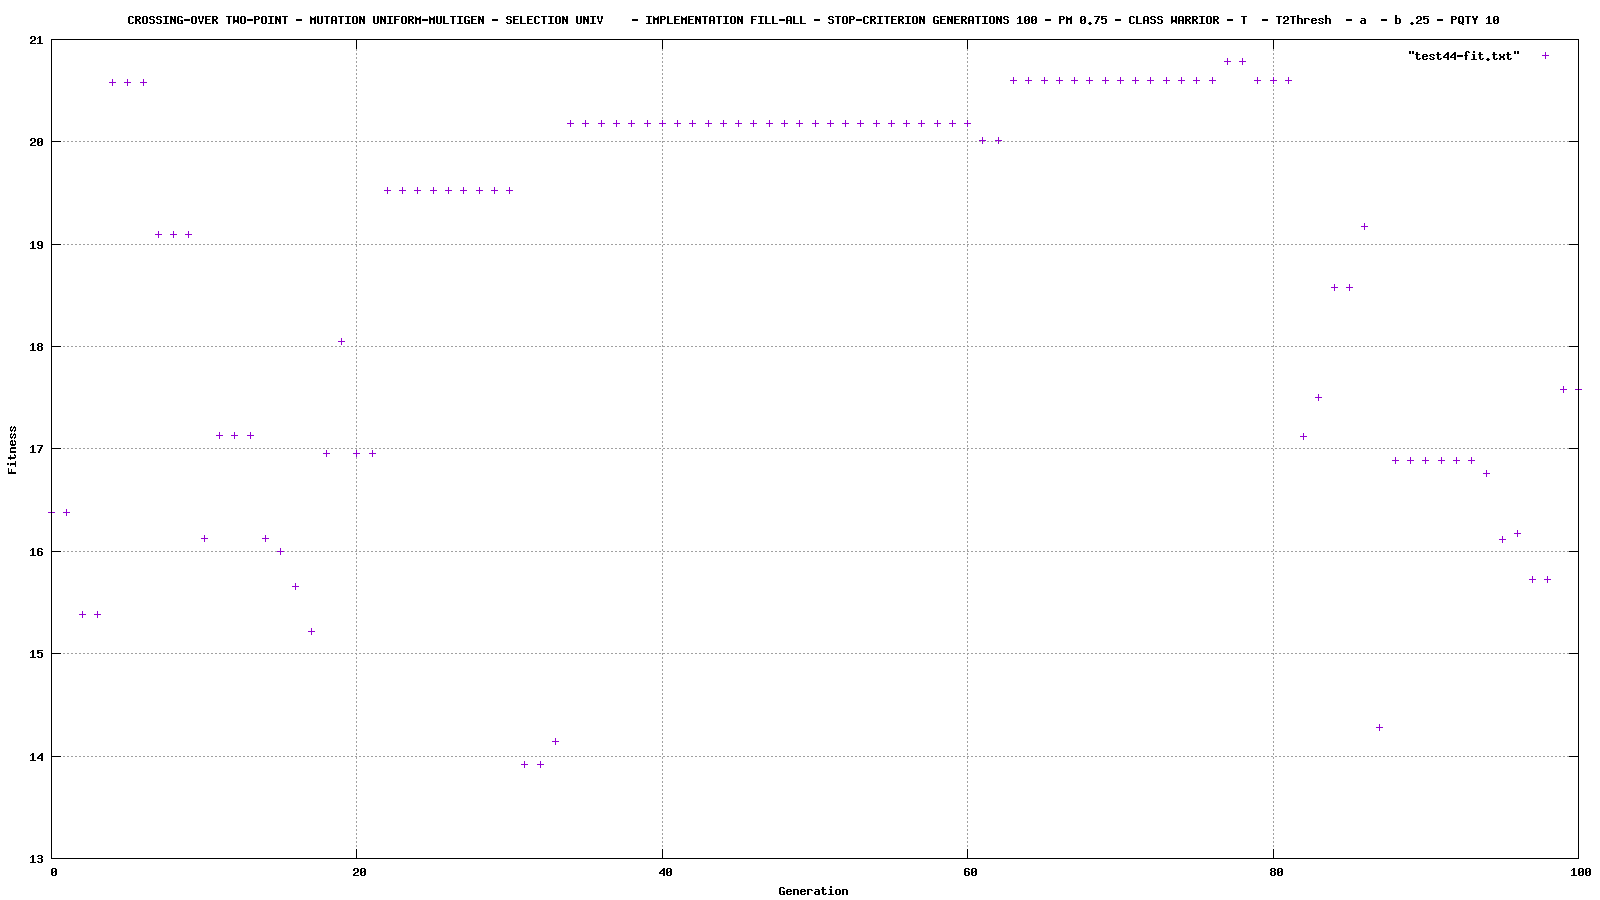 CROSSING-OVER TWO-POINT - MUTATION UNIFORM-MULTIGEN - SELECTION UNIV    - IMPLEMENTATION FILL-ALL - STOP-CRITERION GENERATIONS 100 - PM 0.75 - CLASS WARRIOR - T  - T2Thresh  - a  - b .25 - PQTY 10
"test44-fit.txt"
21
20
19
18
17
16
15
14
13
Fitness
0 20 40 60 80 100
Generation